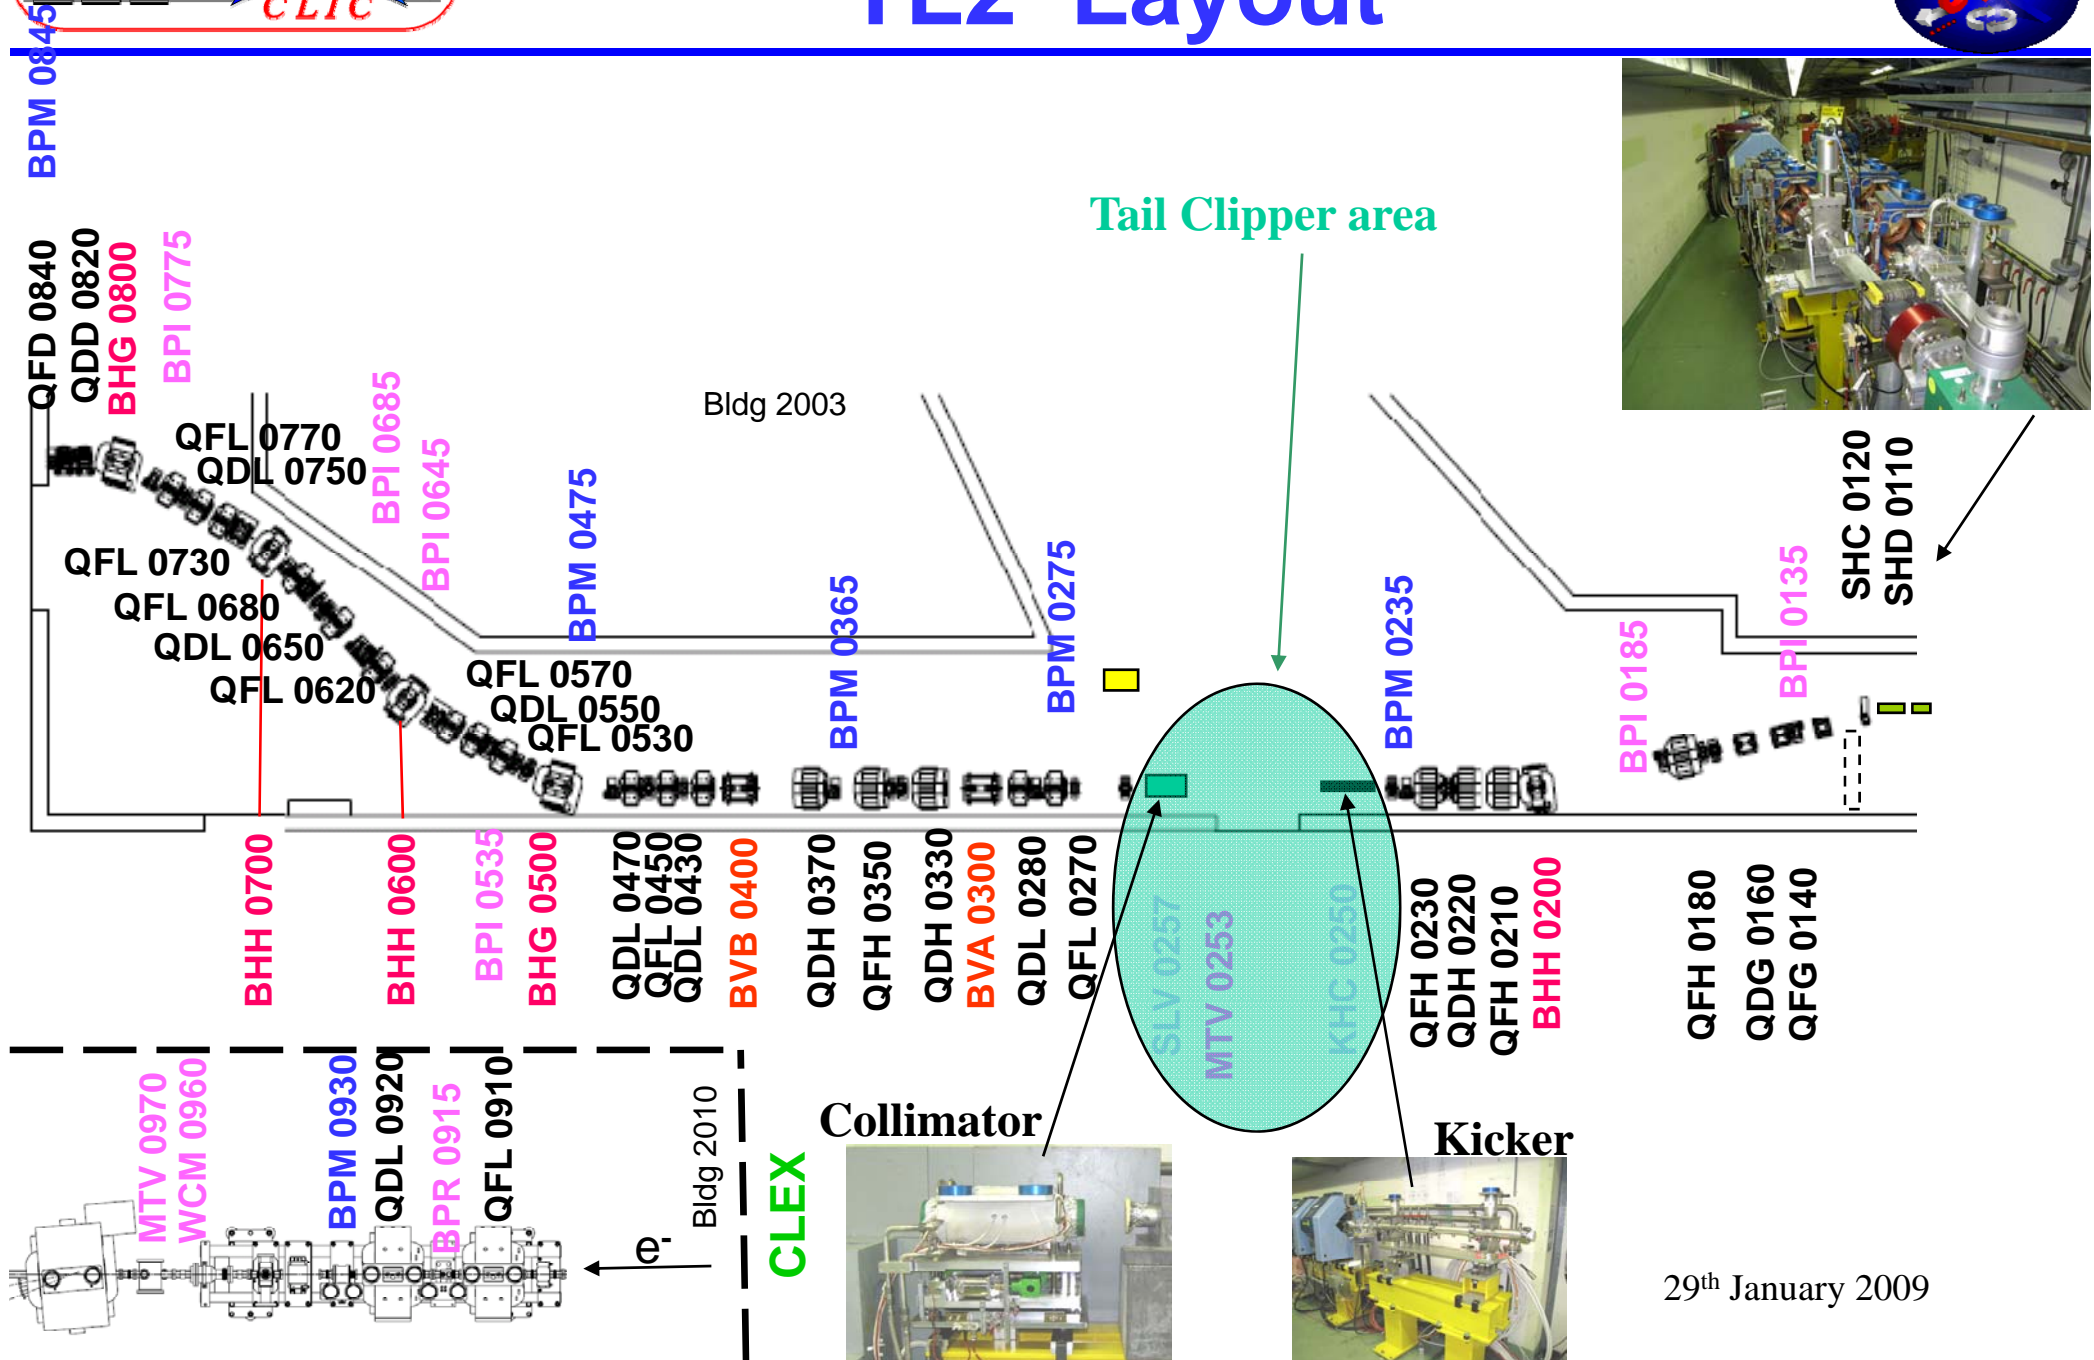 CLIC
TL2 Layout
BPM 0845
QFD 0840
QDD 0820
BHG 0800
BPI 0775
QFL 0770
QDL 0750
BPI 0685
BPI 0645
QFL 0730
QFL 0680
QDL 0650
QFL 0620
Bldg 2003
BPM 0475
QFL 0570
QDL 0550
QFL 0530
BPM 0365
BPM 0275
Tail Clipper area
BPM 0235
BPI 0185
BPI 0135
SHC 0120
SHD 0110
BHH 0700
BHH 0600
BPI 0535
BHG 0500
QDL 0470
QFL 0450
QDL 0430
BVB 0400
QDH 0370
QFH 0350
QDH 0330
BVA 0300
QDL 0280
QFL 0270
SLV 0257
MTV 0253
KHC 0250
QFH 0230
QDH 0220
QFH 0210
BHH 0200
QFH 0180
QDG 0160
QFG 0140
MTV 0970
WCM 0960
BPM 0930
QDL 0920
BPR 0915
QFL 0910
e-
Bldg 2010
CLEX
Collimator
Kicker
29th January 2009